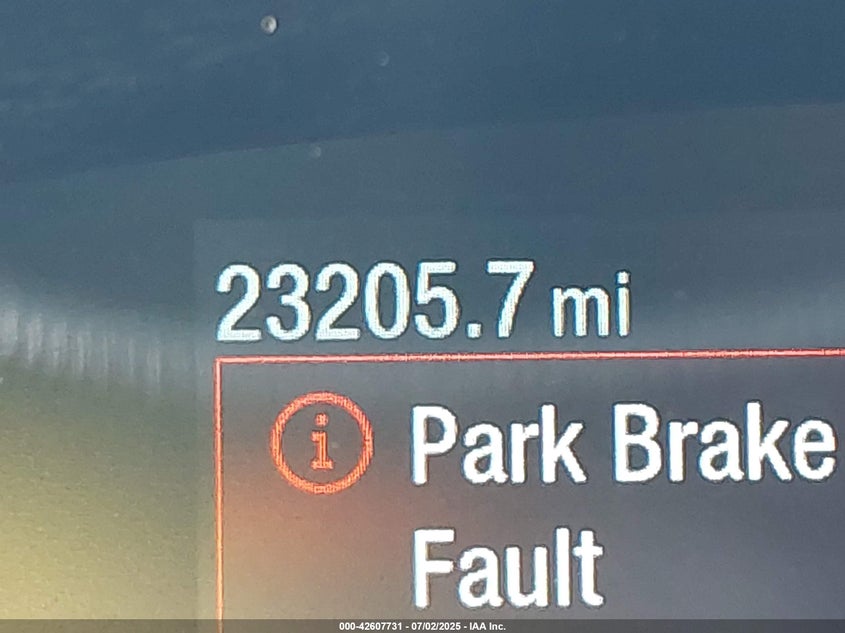 23205.7 mi
i
Park Brake
Fault
000-42607731 - 07/02/2025 - IAA Inc.